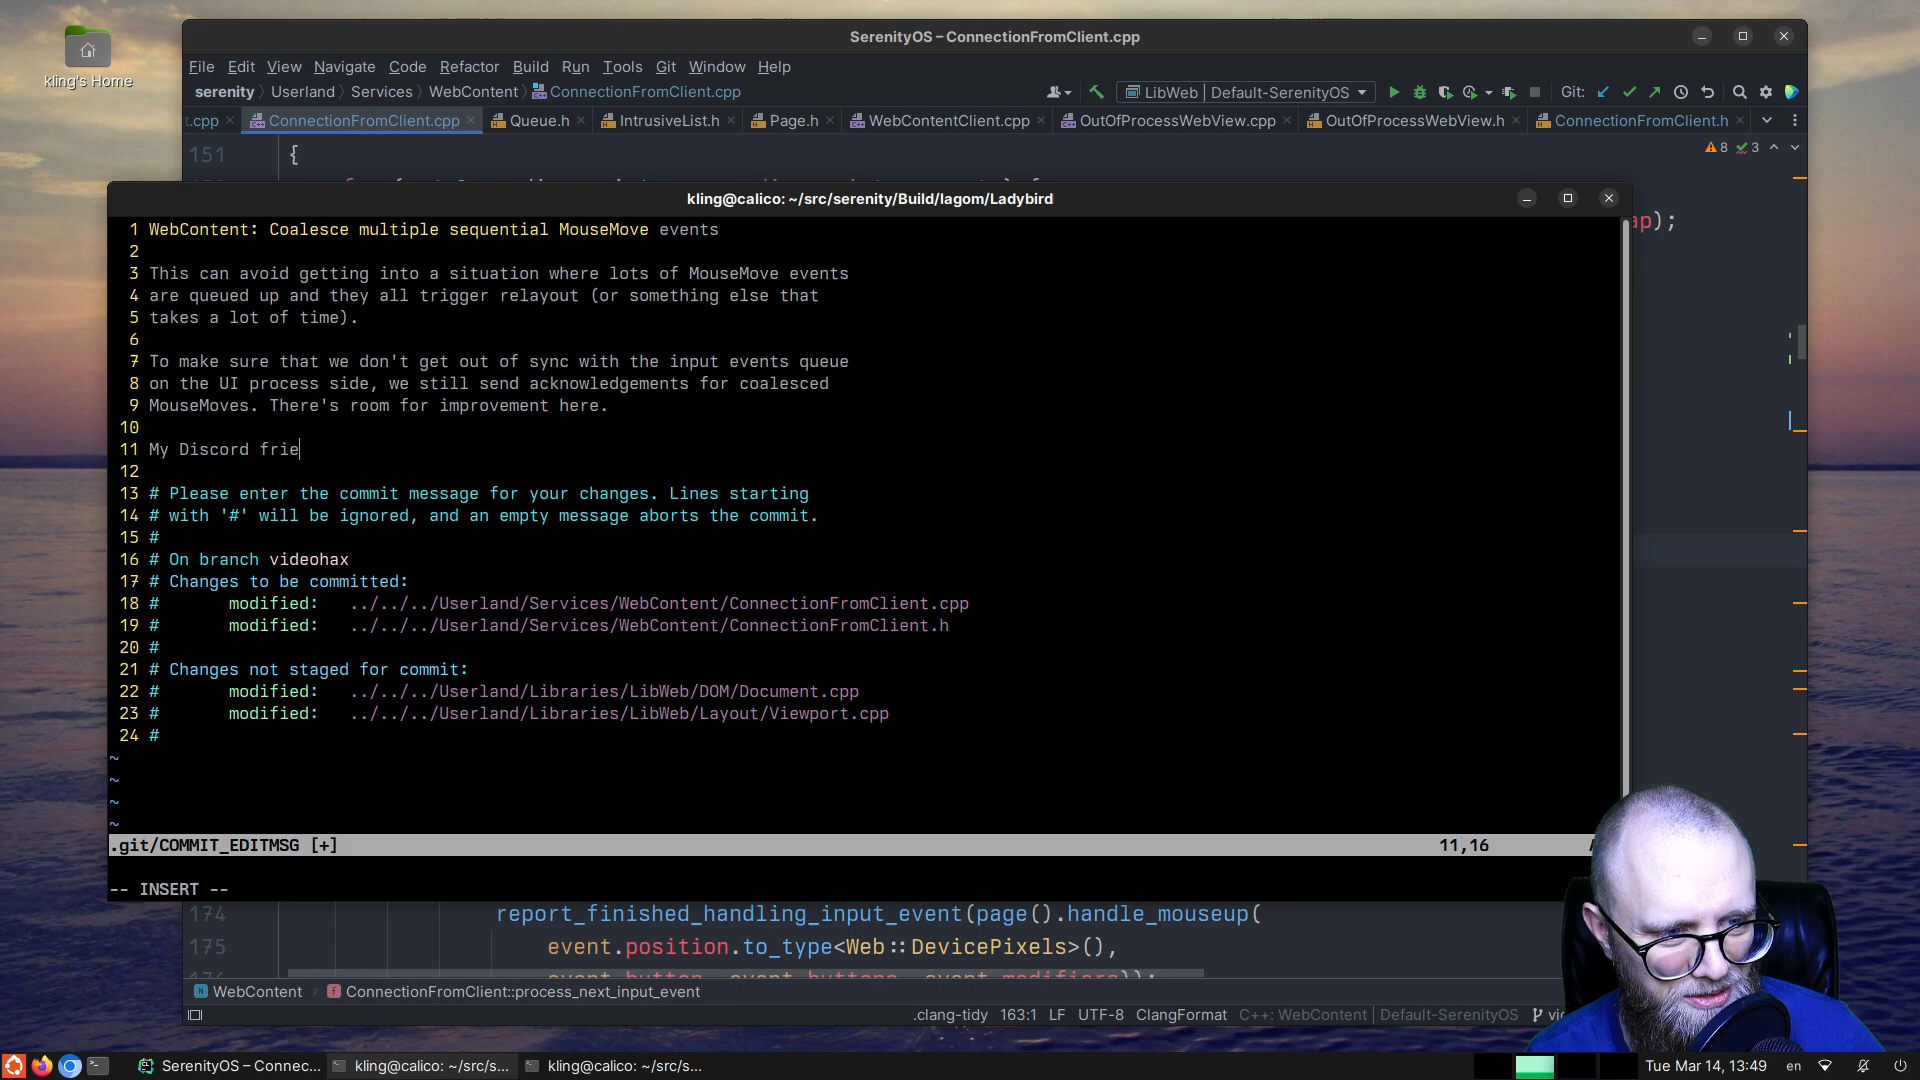 kling's Home
SerenityOS – ConnectionFromClient.cpp
File Edit View Navigate Code Refactor Build Run Tools Git Window Help
serenity 〉 Userland 〉 Services 〉 WebContent 〉 ConnectionFromClient.cpp
LibWeb | Default-SerenityOS
Git:
t.cpp ConnectionFromClient.cpp Queue.h IntrusiveList.h Page.h WebContentClient.cpp OutOfProcessWebView.cpp OutOfProcessWebView.h ConnectionFromClient.h
151 {
8 3
ap);
kling@calico: ~/src/serenity/Build/lagom/Ladybird
1 WebContent: Coalesce multiple sequential MouseMove events
2
3 This can avoid getting into a situation where lots of MouseMove events
4 are queued up and they all trigger relayout (or something else that
5 takes a lot of time).
6
7 To make sure that we don't get out of sync with the input events queue
8 on the UI process side, we still send acknowledgements for coalesced
9 MouseMoves. There's room for improvement here.
10
11 My Discord frie
12
13 # Please enter the commit message for your changes. Lines starting
14 # with '#' will be ignored, and an empty message aborts the commit.
15 #
16 # On branch videohax
17 # Changes to be committed:
18 #       modified:   ../../../Userland/Services/WebContent/ConnectionFromClient.cpp
19 #       modified:   ../../../Userland/Services/WebContent/ConnectionFromClient.h
20 #
21 # Changes not staged for commit:
22 #       modified:   ../../../Userland/Libraries/LibWeb/DOM/Document.cpp
23 #       modified:   ../../../Userland/Libraries/LibWeb/Layout/Viewport.cpp
24 #
~
~
~
~
.git/COMMIT_EDITMSG [+] 11,16
-- INSERT --
174 report_finished_handling_input_event(page().handle_mouseup(
175 event.position.to_type<Web::DevicePixels>(),
176 event.button, event.buttons, event.modifiers));
WebContent 〉 ConnectionFromClient::process_next_input_event
.clang-tidy 163:1 LF UTF-8 ClangFormat C++: WebContent | Default-SerenityOS
SerenityOS – Connec... kling@calico: ~/src/s... kling@calico: ~/src/s... Tue Mar 14, 13:49 en